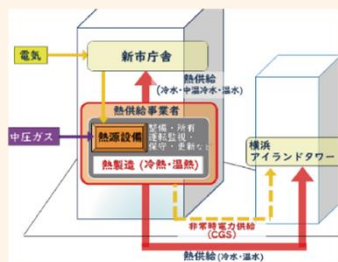 電気
新市庁舎
熱供給
(冷水・中温冷水・温水)
熱供給事業者
中圧ガス
熱源設備
整備・所有
運転監視・
保守・更新など
熱製造(冷熱・温熱)
横浜
アイランドタワー
非常時電力供給
(CGS)
熱供給(冷水・温水)